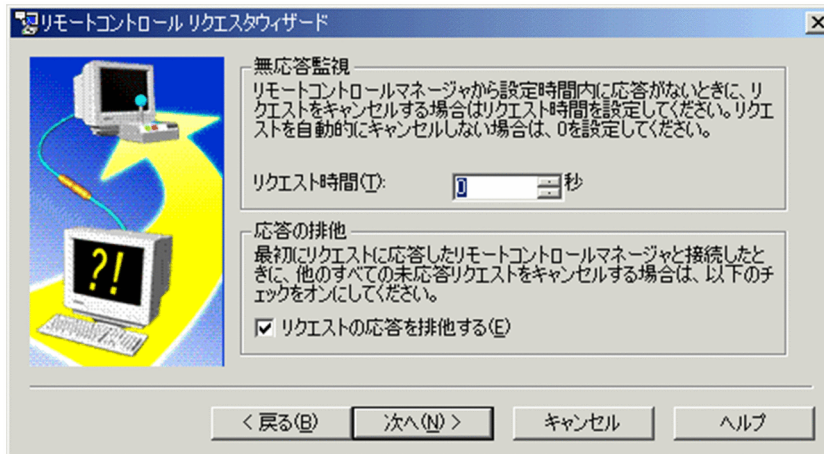 リモートコントロール リクエスタウィザード
無応答監視
リモートコントロールマネージャから設定時間内に応答がないときに、リ
クエストをキャンセルする場合はリクエスト時間を設定してください。リクエ
ストを自動的にキャンセルしない場合は、0を設定してください。
リクエスト時間(T): 0 秒
?!
応答の排他
最初にリクエストに応答したリモートコントロールマネージャと接続したと
きに、他のすべての未応答リクエストをキャンセルする場合は、以下のチ
ェックをオンにしてください。
リクエストの応答を排他する(E)
< 戻る(B) 次へ(N) > キャンセル ヘルプ